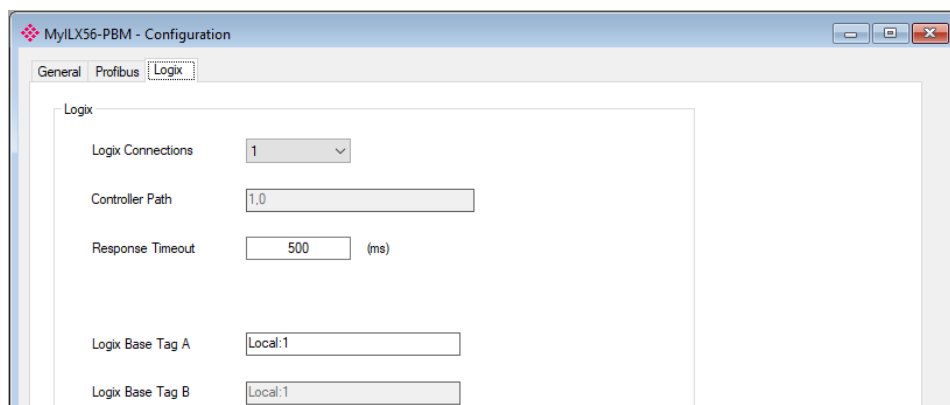 MyILX56-PBM - Configuration
General Profibus Logix
Logix
Logix Connections 1
Controller Path 1,0
Response Timeout 500 (ms)
Logix Base Tag A Local:1
Logix Base Tag B Local:1